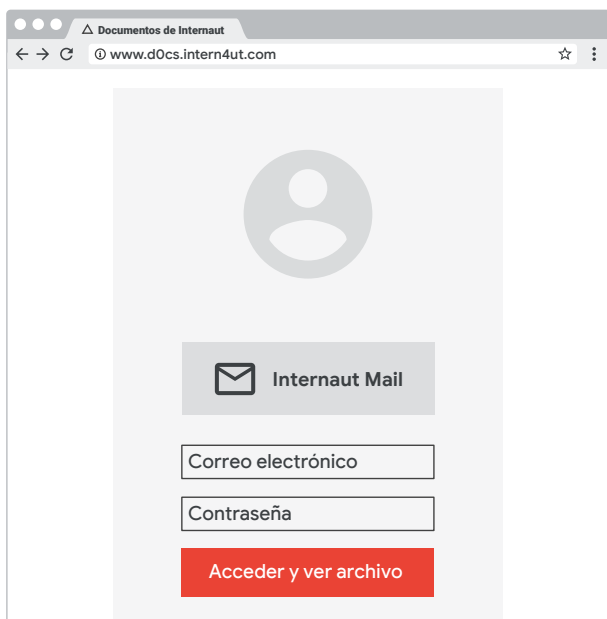 Documentos de Internaut
www.d0cs.intern4ut.com
Internaut Mail
Correo electrónico
Contraseña
Acceder y ver archivo